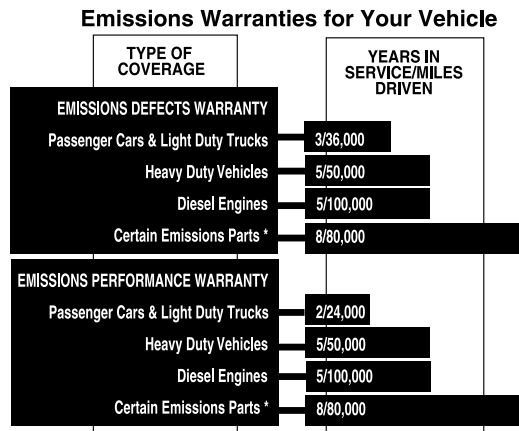 Emissions Warranties for Your Vehicle
TYPE OF
COVERAGE
YEARS IN
SERVICE/MILES
DRIVEN
EMISSIONS DEFECTS WARRANTY
Passenger Cars & Light Duty Trucks 3/36,000
Heavy Duty Vehicles 5/50,000
Diesel Engines 5/100,000
Certain Emissions Parts * 8/80,000
EMISSIONS PERFORMANCE WARRANTY
Passenger Cars & Light Duty Trucks 2/24,000
Heavy Duty Vehicles 5/50,000
Diesel Engines 5/100,000
Certain Emissions Parts * 8/80,000